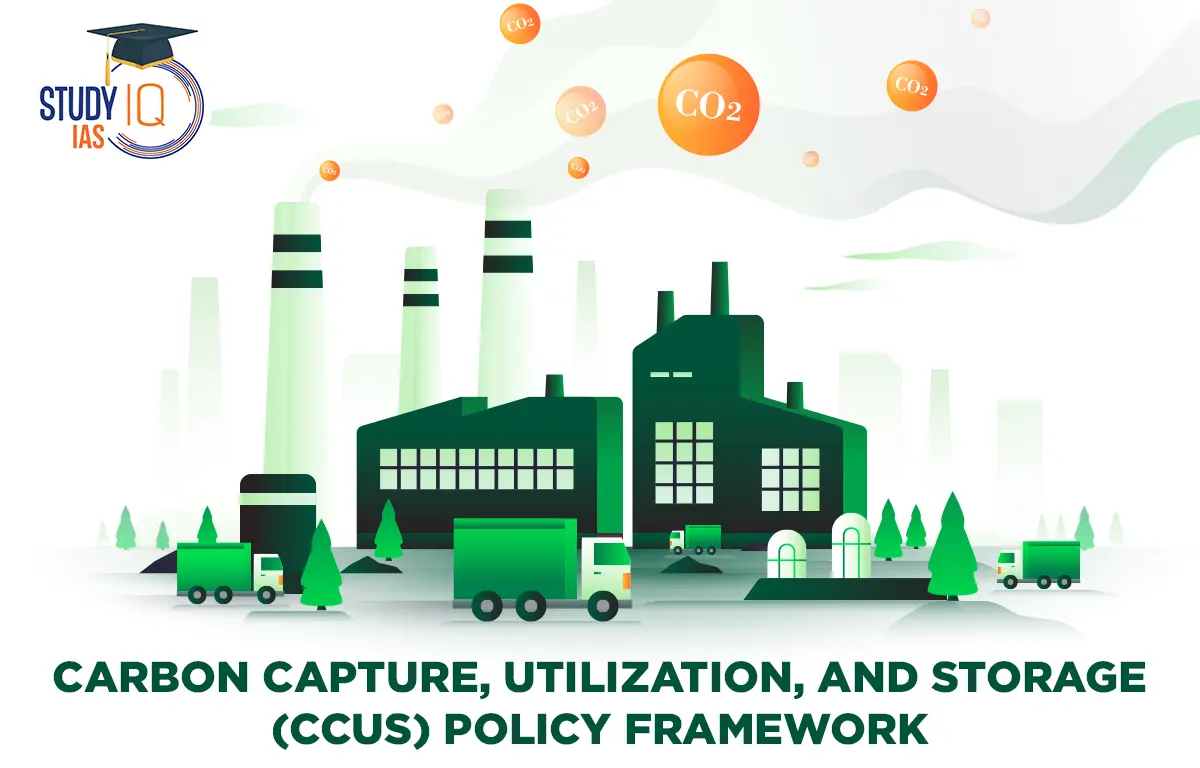 STUDY IQ
IAS
CO2
CO2
CO2
CO2
CO2
CO2
CARBON CAPTURE, UTILIZATION, AND STORAGE
(CCUS) POLICY FRAMEWORK